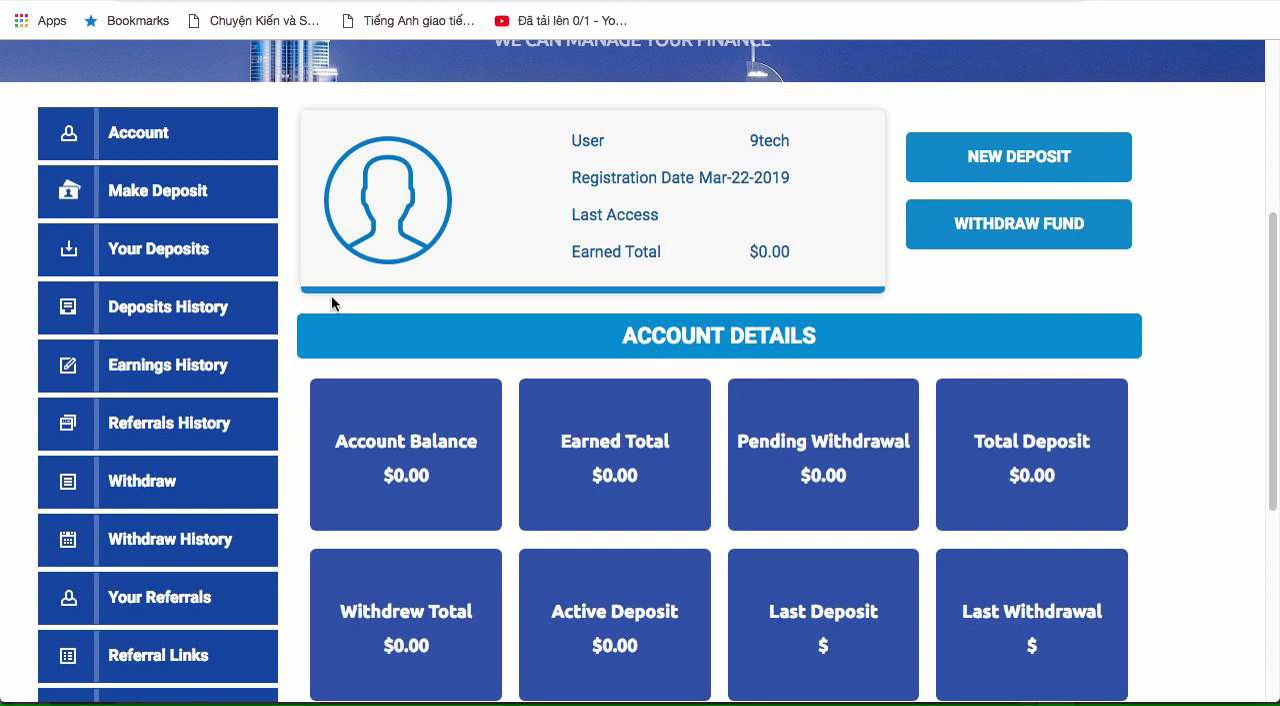 Apps
Bookmarks
Chuyện Kiến và S...
Tiếng Anh giao tiế...
Đã tải lên 0/1 - Yo...
WE CAN MANAGE YOUR FINANCE
Account
Make Deposit
Your Deposits
Deposits History
Earnings History
Referrals History
Withdraw
Withdraw History
Your Referrals
Referral Links
User 9tech
Registration Date Mar-22-2019
Last Access
Earned Total $0.00
NEW DEPOSIT
WITHDRAW FUND
ACCOUNT DETAILS
Account Balance
$0.00
Earned Total
$0.00
Pending Withdrawal
$0.00
Total Deposit
$0.00
Withdrew Total
$0.00
Active Deposit
$0.00
Last Deposit
$
Last Withdrawal
$